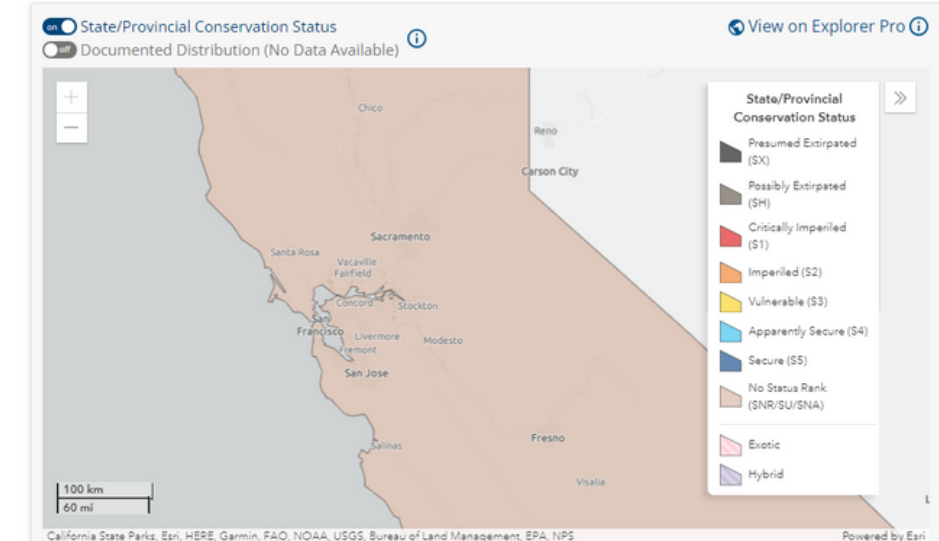 on State/Provincial Conservation Status
off Documented Distribution (No Data Available)
View on Explorer Pro
+
−
Chico
Reno
Carson City
Sacramento
Santa Rosa
Vacaville
Fairfield
Concord
Stockton
San
Francisco
Livermore
Modesto
Fremont
San Jose
Salinas
Fresno
Visalia
100 km
60 mi
State/Provincial
Conservation Status
Presumed Extirpated
(SX)
Possibly Extirpated
(SH)
Critically Imperiled
(S1)
Imperiled (S2)
Vulnerable (S3)
Apparently Secure (S4)
Secure (S5)
No Status Rank
(SNR/SU/SNA)
Exotic
Hybrid
L
California State Parks, Esri, HERE, Garmin, FAO, NOAA, USGS, Bureau of Land Management, EPA, NPS
Powered by Esri